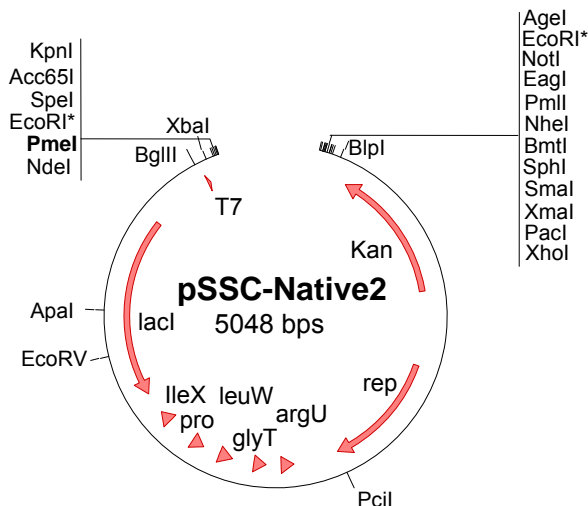 KpnI
Acc65I
SpeI
EcoRI*
PmeI
NdeI
XbaI
BglII
T7
AgeI
EcoRI*
NotI
EagI
PmlI
NheI
BmtI
SphI
SmaI
XmaI
PacI
XhoI
BlpI
Kan
pSSC-Native2
5048 bps
ApaI
lacI
EcoRV
rep
IleX
leuW
pro
argU
glyT
PciI